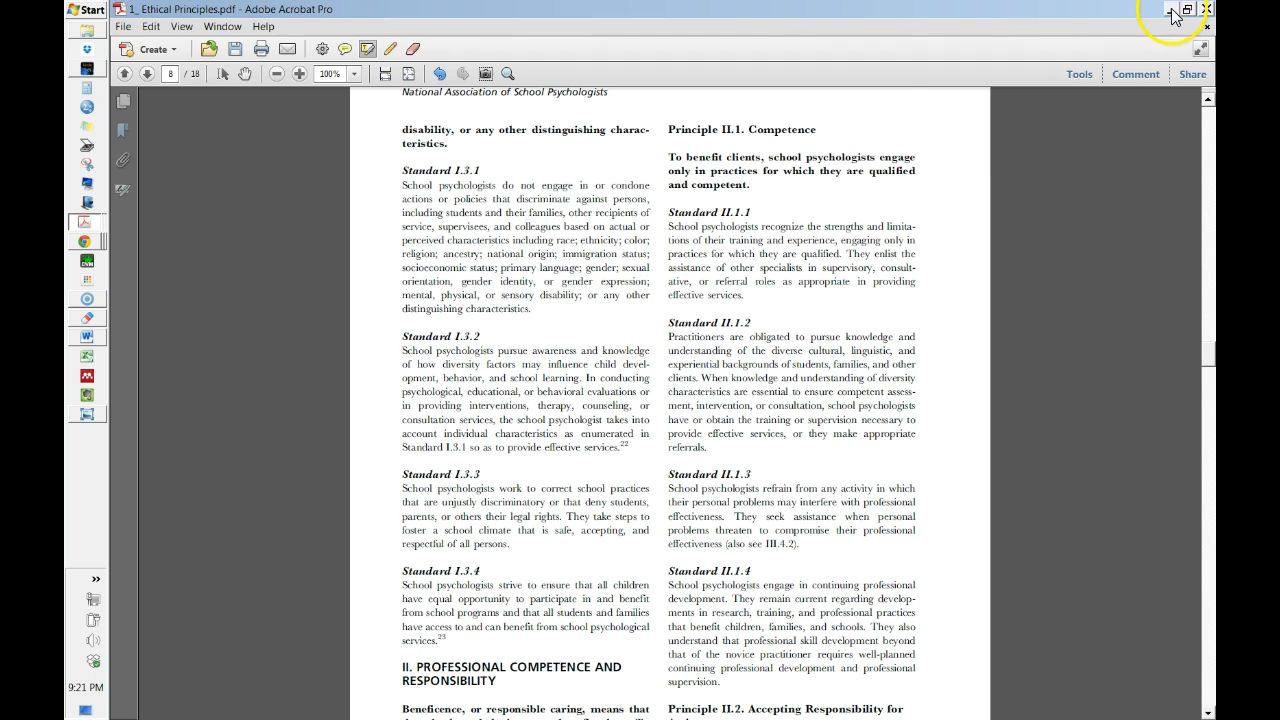 Start
1_ Ethical Principles.pdf - Adobe Acrobat Pro
File Edit View Window Help
Create
8 / 18 100% Tools Comment Share
National Association of School Psychologists
disability, or any other distinguishing charac-
teristics.
Standard I.3.1
School psychologists do not engage in or condone
actions or policies that discriminate against persons,
including students and their families, other recipients of
service, supervisees, and colleagues based on actual or
perceived characteristics including race; ethnicity; color;
religion; ancestry; national origin; immigration status;
socioeconomic status; primary language; gender; sexual
orientation, gender identity, or gender expression;
mental, physical, or sensory disability; or any other
distinguishing characteristics.
Standard I.3.2
School psychologists pursue awareness and knowledge
of how diversity factors may influence child devel-
opment, behavior, and school learning. In conducting
psychological, educational, or behavioral evaluations or
in providing interventions, therapy, counseling, or
consultation services, the school psychologist takes into
account individual characteristics as enumerated in
Standard I.3.1 so as to provide effective services.22
Standard I.3.3
School psychologists work to correct school practices
that are unjustly discriminatory or that deny students,
parents, or others their legal rights. They take steps to
foster a school climate that is safe, accepting, and
respectful of all persons.
Standard I.3.4
School psychologists strive to ensure that all children
have equal opportunity to participate in and benefit
from school programs and that all students and families
have access to and can benefit from school psychological
services.23
II. PROFESSIONAL COMPETENCE AND
RESPONSIBILITY
Beneficence, or responsible caring, means that
Principle II.1. Competence
To benefit clients, school psychologists engage
only in practices for which they are qualified
and competent.
Standard II.1.1
School psychologists recognize the strengths and limita-
tions of their training and experience, engaging only in
practices for which they are qualified. They enlist the
assistance of other specialists in supervisory, consult-
ative, or referral roles as appropriate in providing
effective services.
Standard II.1.2
Practitioners are obligated to pursue knowledge and
understanding of the diverse cultural, linguistic, and
experiential backgrounds of students, families, and other
clients. When knowledge and understanding of diversity
characteristics are essential to ensure competent assess-
ment, intervention, or consultation, school psychologists
have or obtain the training or supervision necessary to
provide effective services, or they make appropriate
referrals.
Standard II.1.3
School psychologists refrain from any activity in which
their personal problems may interfere with professional
effectiveness. They seek assistance when personal
problems threaten to compromise their professional
effectiveness (also see III.4.2).
Standard II.1.4
School psychologists engage in continuing professional
development. They remain current regarding develop-
ments in research, training, and professional practices
that benefit children, families, and schools. They also
understand that professional skill development beyond
that of the novice practitioner requires well-planned
continuing professional development and professional
supervision.
Principle II.2. Accepting Responsibility for
9:21 PM